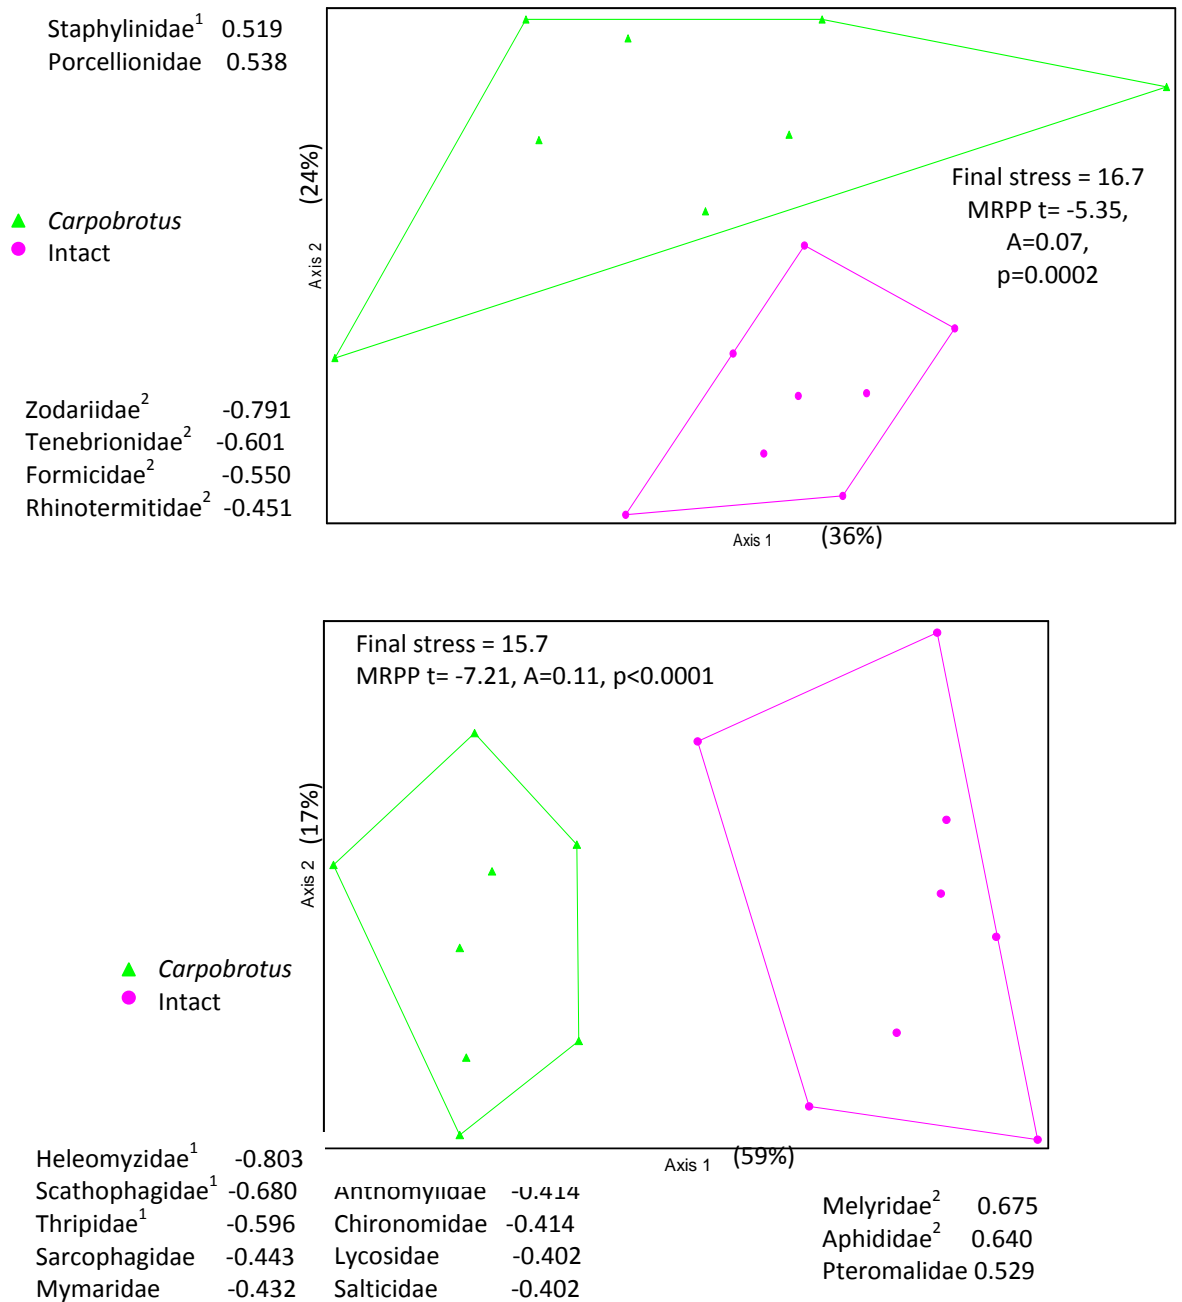 Staphylinidae¹ 0.519
Porcellionidae 0.538
(24%)
Axis 2
Carpobrotus
Intact
Final stress = 16.7
MRPP t= -5.35,
A=0.07,
p=0.0002
Zodariidae² -0.791
Tenebrionidae² -0.601
Formicidae² -0.550
Rhinotermitidae² -0.451
Axis 1 (36%)
Final stress = 15.7
MRPP t= -7.21, A=0.11, p<0.0001
(17%)
Axis 2
Carpobrotus
Intact
Axis 1 (59%)
Heleomyzidae¹ -0.803
Scathophagidae¹ -0.680
Thripidae¹ -0.596
Sarcophagidae -0.443
Mymaridae -0.432
Anthomyiidae -0.414
Chironomidae -0.414
Lycosidae -0.402
Salticidae -0.402
Melyridae² 0.675
Aphididae² 0.640
Pteromalidae 0.529